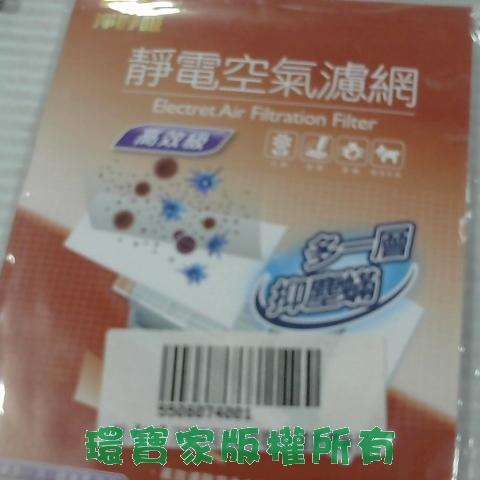 靜電空氣濾網
Electret Air Filtration Filter
高效級
多一層
抑塵蟎
5506074001
環寶家版權所有